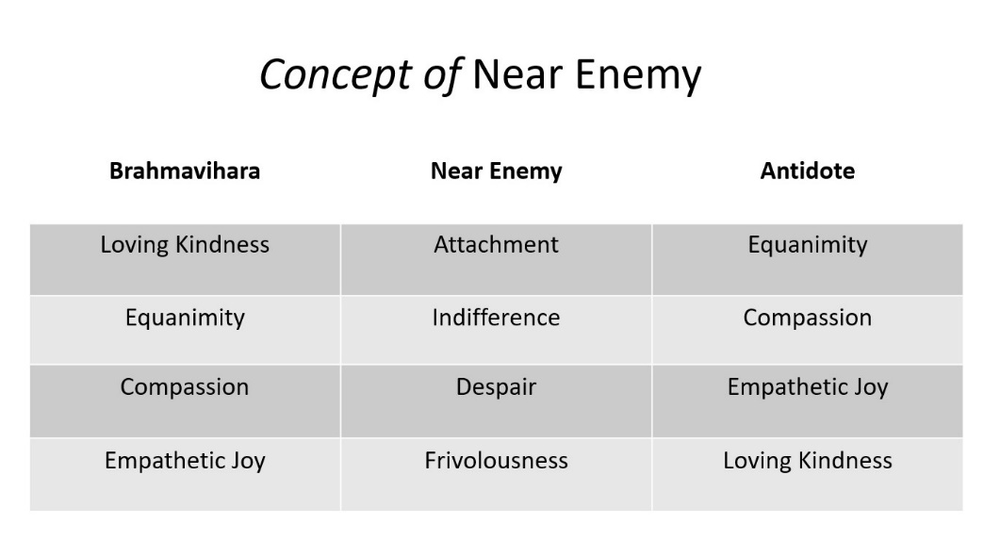 Concept of Near Enemy
Brahmavihara Near Enemy Antidote
Loving Kindness Attachment Equanimity
Equanimity Indifference Compassion
Compassion Despair Empathetic Joy
Empathetic Joy Frivolousness Loving Kindness